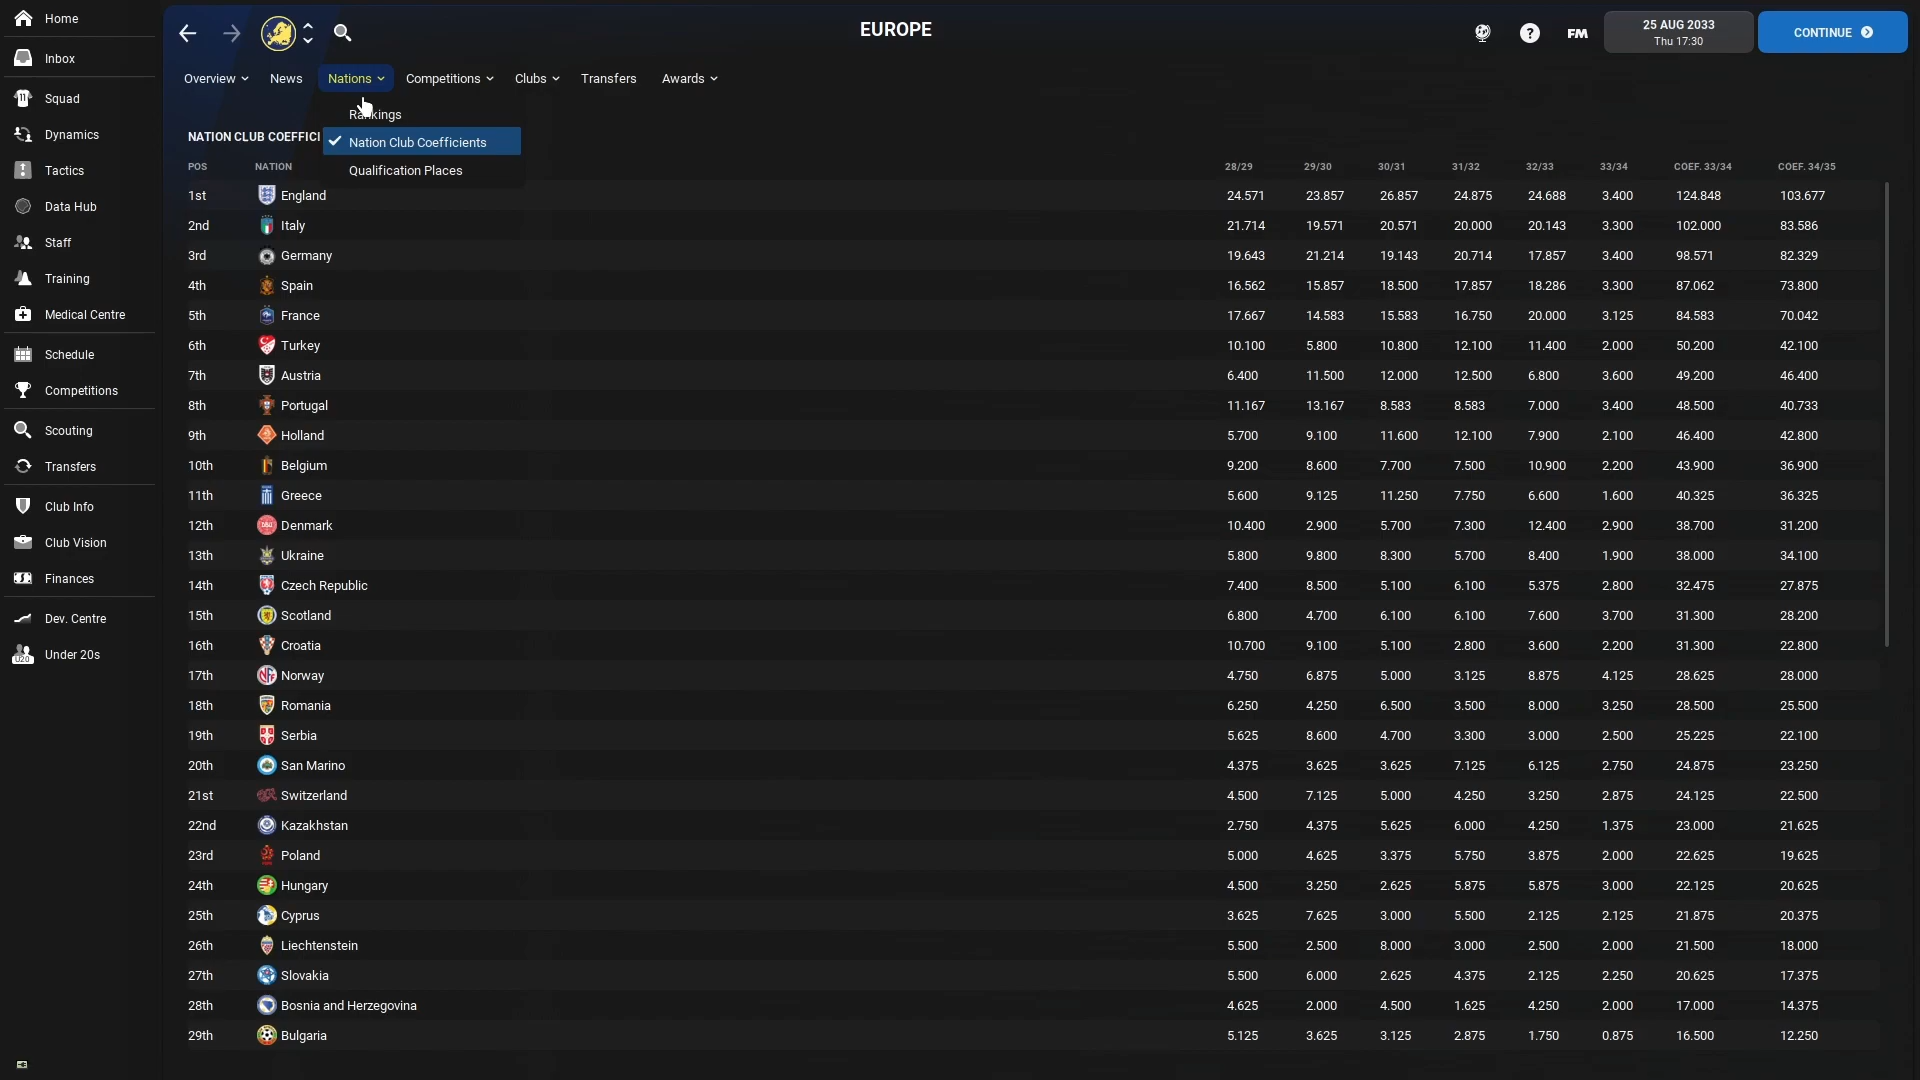 Home
Inbox
Squad
Dynamics
Tactics
Data Hub
Staff
Training
Medical Centre
Schedule
Competitions
Scouting
Transfers
Club Info
Club Vision
Finances
Dev. Centre
Under 20s
EUROPE
FM
25 AUG 2033
Thu 17:30
CONTINUE
Overview News Nations Competitions Clubs Transfers Awards
Rankings
Nation Club Coefficients
Qualification Places
NATION CLUB COEFFICI
POS NATION 28/29 29/30 30/31 31/32 32/33 33/34 COEF. 33/34 COEF. 34/35
1st England 24.571 23.857 26.857 24.875 24.688 3.400 124.848 103.677
2nd Italy 21.714 19.571 20.571 20.000 20.143 3.300 102.000 83.586
3rd Germany 19.643 21.214 19.143 20.714 17.857 3.400 98.571 82.329
4th Spain 16.562 15.857 18.500 17.857 18.286 3.300 87.062 73.800
5th France 17.667 14.583 15.583 16.750 20.000 3.125 84.583 70.042
6th Turkey 10.100 5.800 10.800 12.100 11.400 2.000 50.200 42.100
7th Austria 6.400 11.500 12.000 12.500 6.800 3.600 49.200 46.400
8th Portugal 11.167 13.167 8.583 8.583 7.000 3.400 48.500 40.733
9th Holland 5.700 9.100 11.600 12.100 7.900 2.100 46.400 42.800
10th Belgium 9.200 8.600 7.700 7.500 10.900 2.200 43.900 36.900
11th Greece 5.600 9.125 11.250 7.750 6.600 1.600 40.325 36.325
12th Denmark 10.400 2.900 5.700 7.300 12.400 2.900 38.700 31.200
13th Ukraine 5.800 9.800 8.300 5.700 8.400 1.900 38.000 34.100
14th Czech Republic 7.400 8.500 5.100 6.100 5.375 2.800 32.475 27.875
15th Scotland 6.800 4.700 6.100 6.100 7.600 3.700 31.300 28.200
16th Croatia 10.700 9.100 5.100 2.800 3.600 2.200 31.300 22.800
17th Norway 4.750 6.875 5.000 3.125 8.875 4.125 28.625 28.000
18th Romania 6.250 4.250 6.500 3.500 8.000 3.250 28.500 25.500
19th Serbia 5.625 8.600 4.700 3.300 3.000 2.500 25.225 22.100
20th San Marino 4.375 3.625 3.625 7.125 6.125 2.750 24.875 23.250
21st Switzerland 4.500 7.125 5.000 4.250 3.250 2.875 24.125 22.500
22nd Kazakhstan 2.750 4.375 5.625 6.000 4.250 1.375 23.000 21.625
23rd Poland 5.000 4.625 3.375 5.750 3.875 2.000 22.625 19.625
24th Hungary 4.500 3.250 2.625 5.875 5.875 3.000 22.125 20.625
25th Cyprus 3.625 7.625 3.000 5.500 2.125 2.125 21.875 20.375
26th Liechtenstein 5.500 2.500 8.000 3.000 2.500 2.000 21.500 18.000
27th Slovakia 5.500 6.000 2.625 4.375 2.125 2.250 20.625 17.375
28th Bosnia and Herzegovina 4.625 2.000 4.500 1.625 4.250 2.000 17.000 14.375
29th Bulgaria 5.125 3.625 3.125 2.875 1.750 0.875 16.500 12.250